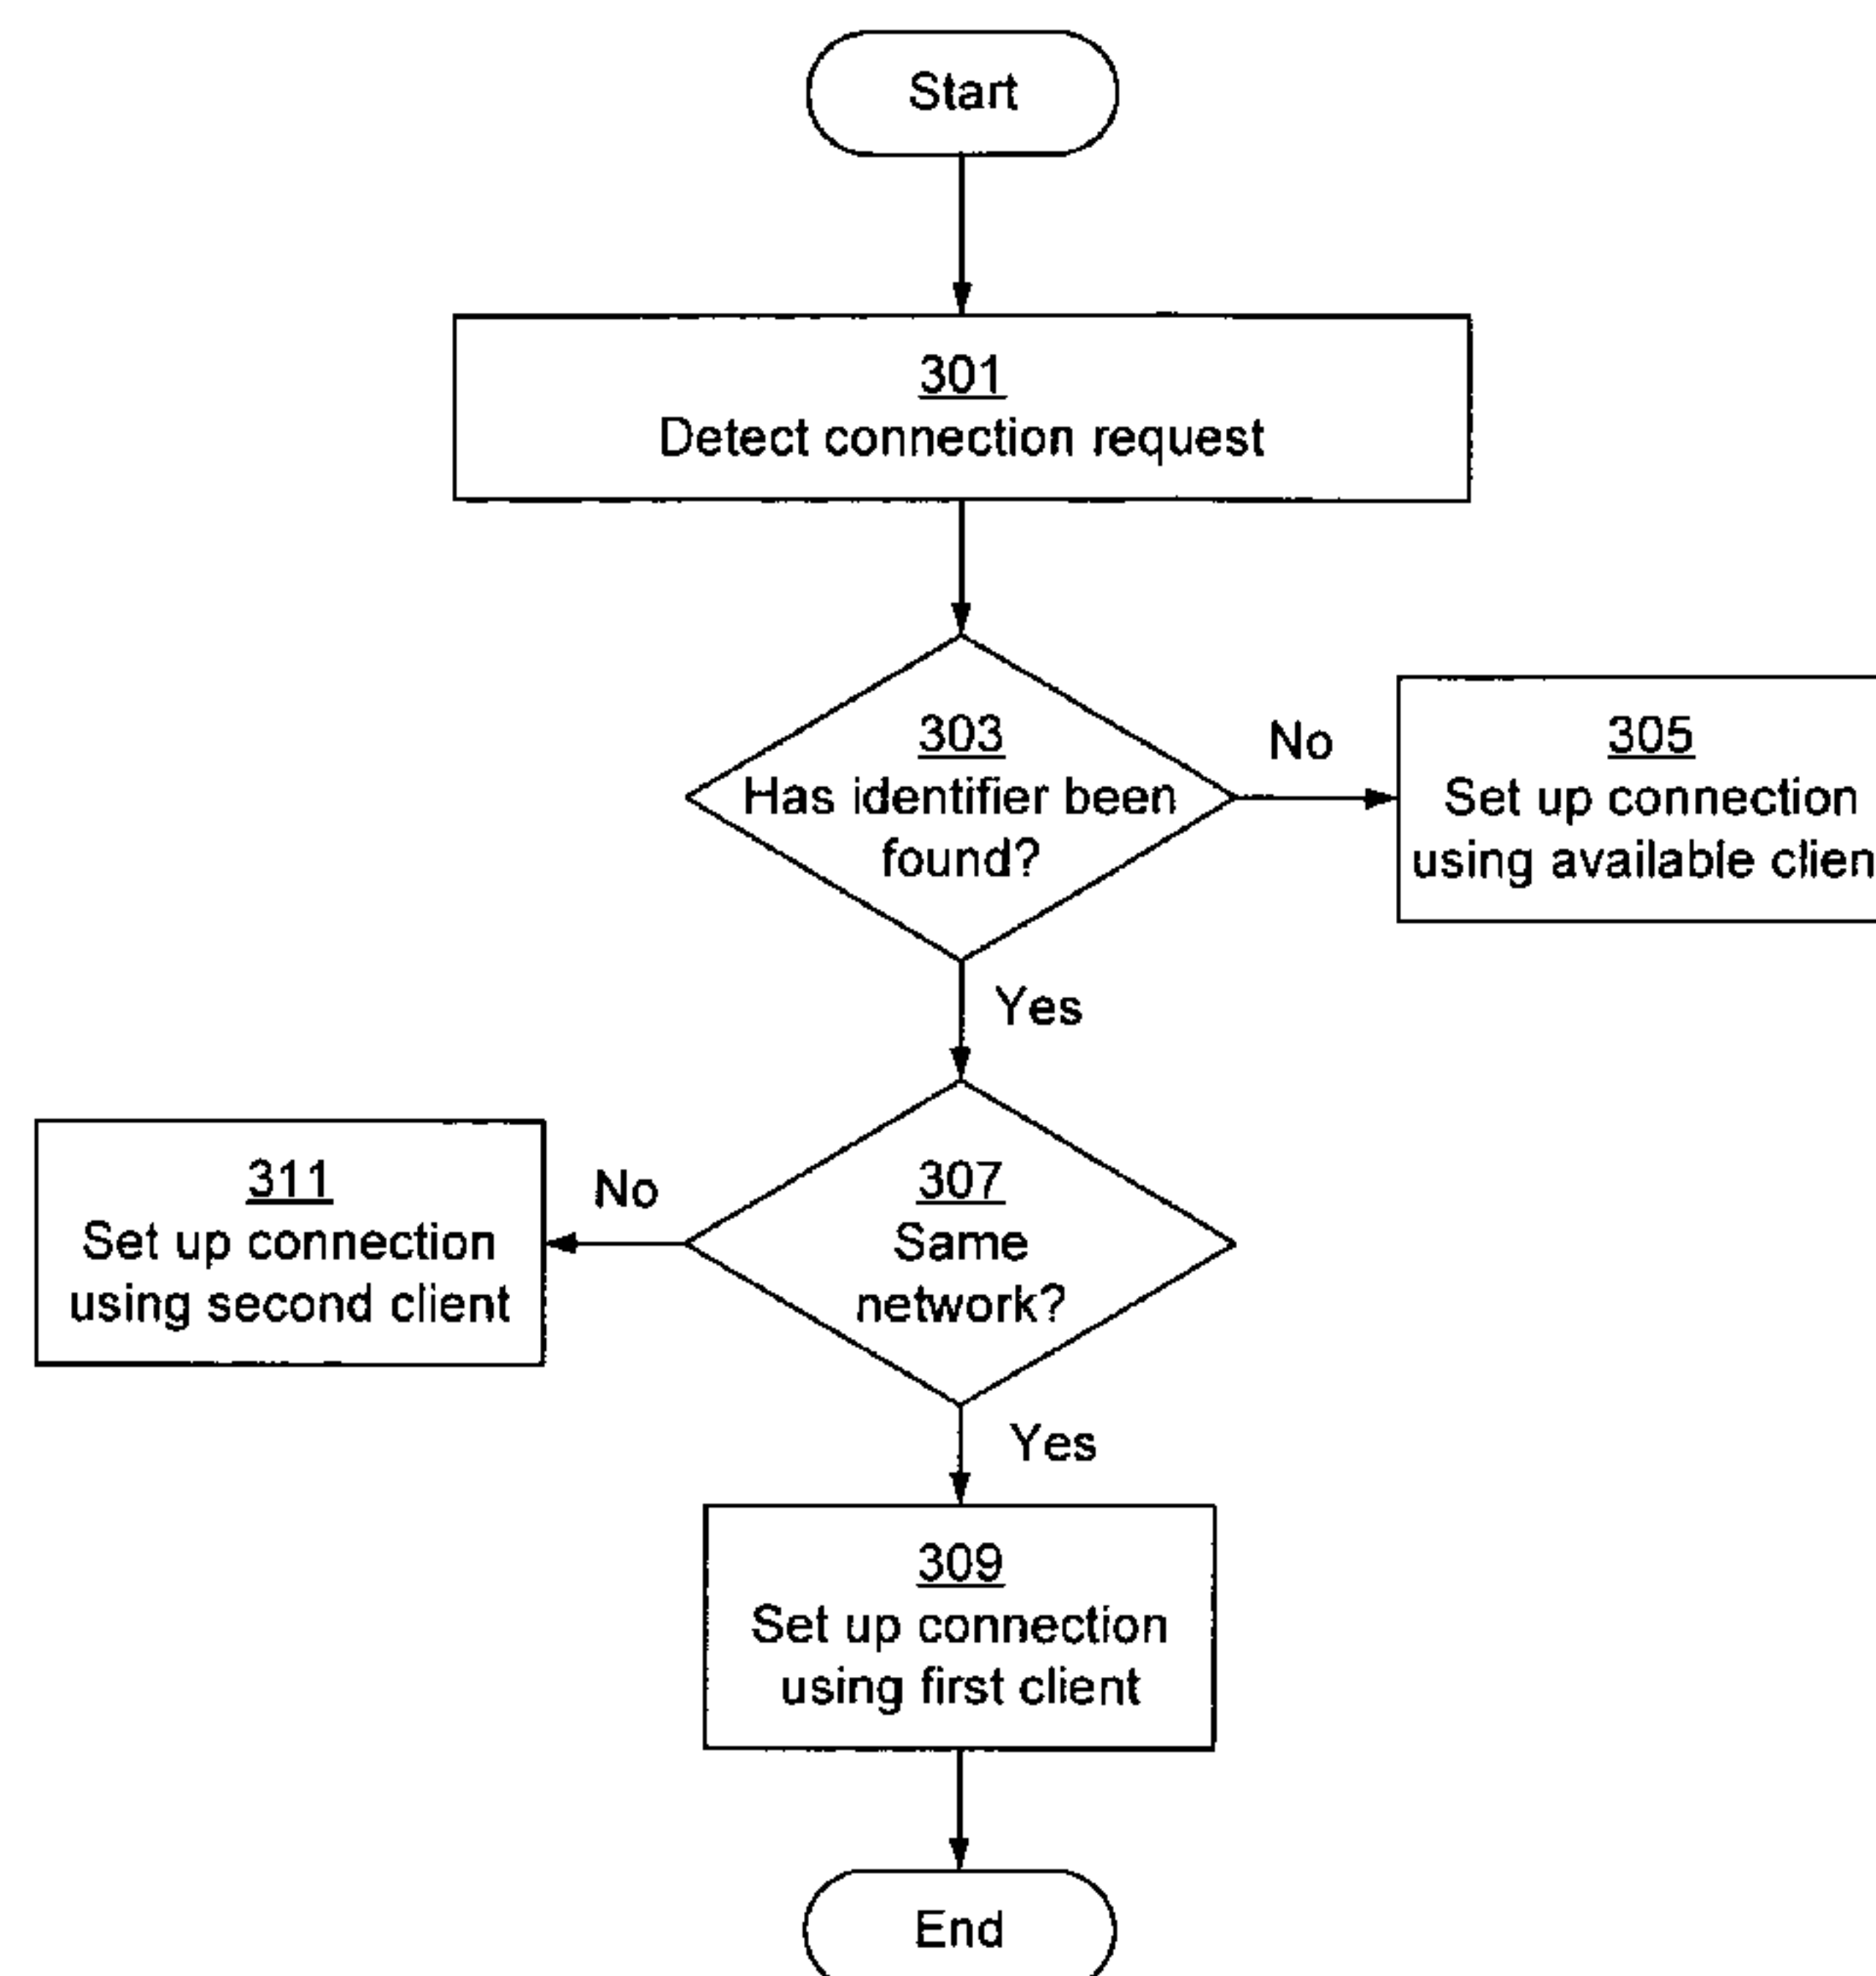 Start
301
Detect connection request
303
Has identifier been
found?
No
305
Set up connection
using available clien
Yes
311
Set up connection
using second client
No
307
Same
network?
Yes
309
Set up connection
using first client
End